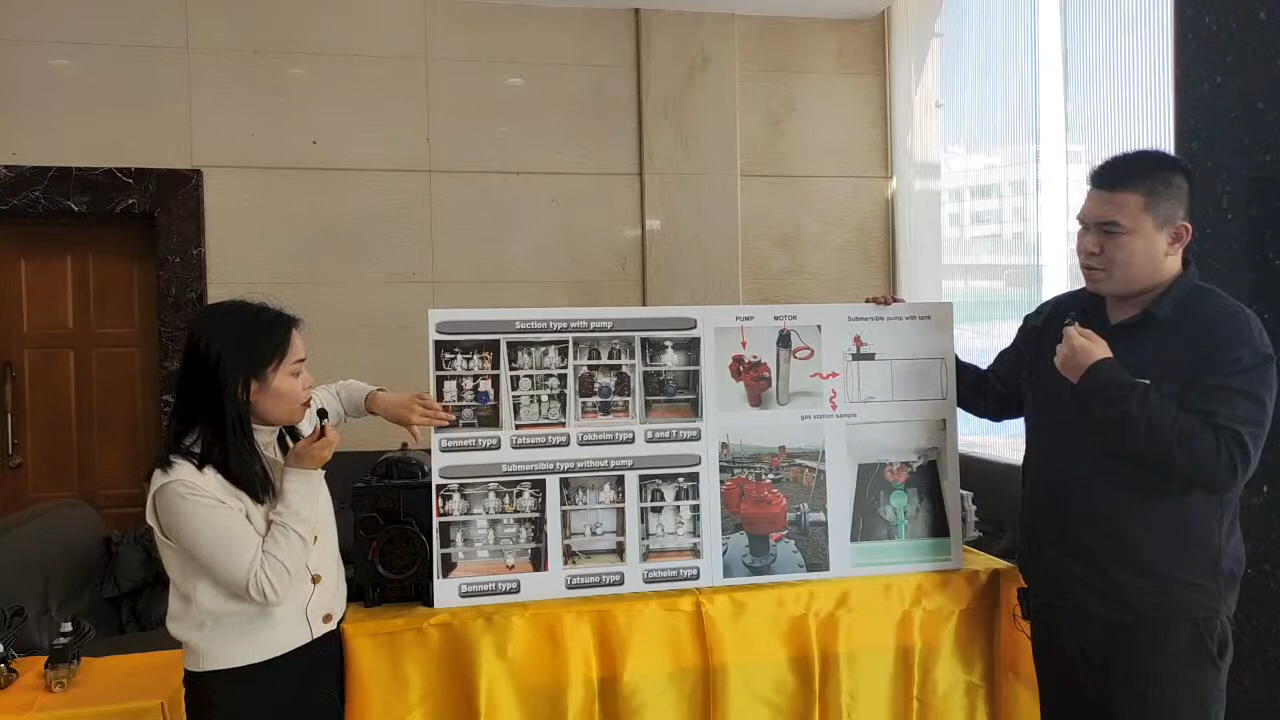 Suction type with pump
Bennett type
Tatsuno type
Tokheim type
B and T type
Submersible type without pump
Bennett type
Tatsuno type
Tokheim type
PUMP
MOTOR
Submersible pump with tank
gas station sample